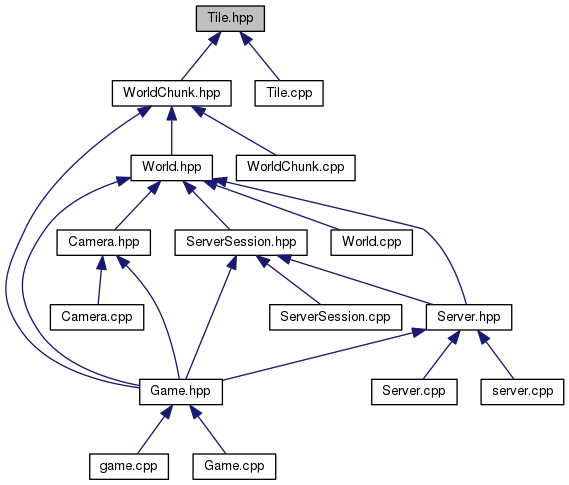 Tile.hpp
WorldChunk.hpp
Tile.cpp
World.hpp
WorldChunk.cpp
Camera.hpp
ServerSession.hpp
World.cpp
Camera.cpp
ServerSession.cpp
Server.hpp
Game.hpp
Server.cpp
server.cpp
game.cpp
Game.cpp